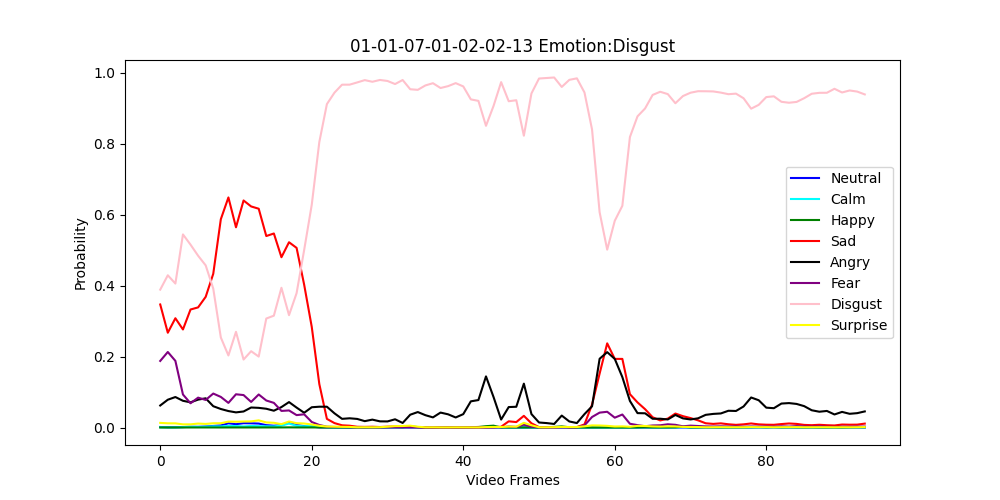 01-01-07-01-02-02-13 Emotion:Disgust
1.0
0.8
0.6
0.4
0.2
0.0
Probability
0 20 40 60 80
Video Frames
Neutral
Calm
Happy
Sad
Angry
Fear
Disgust
Surprise